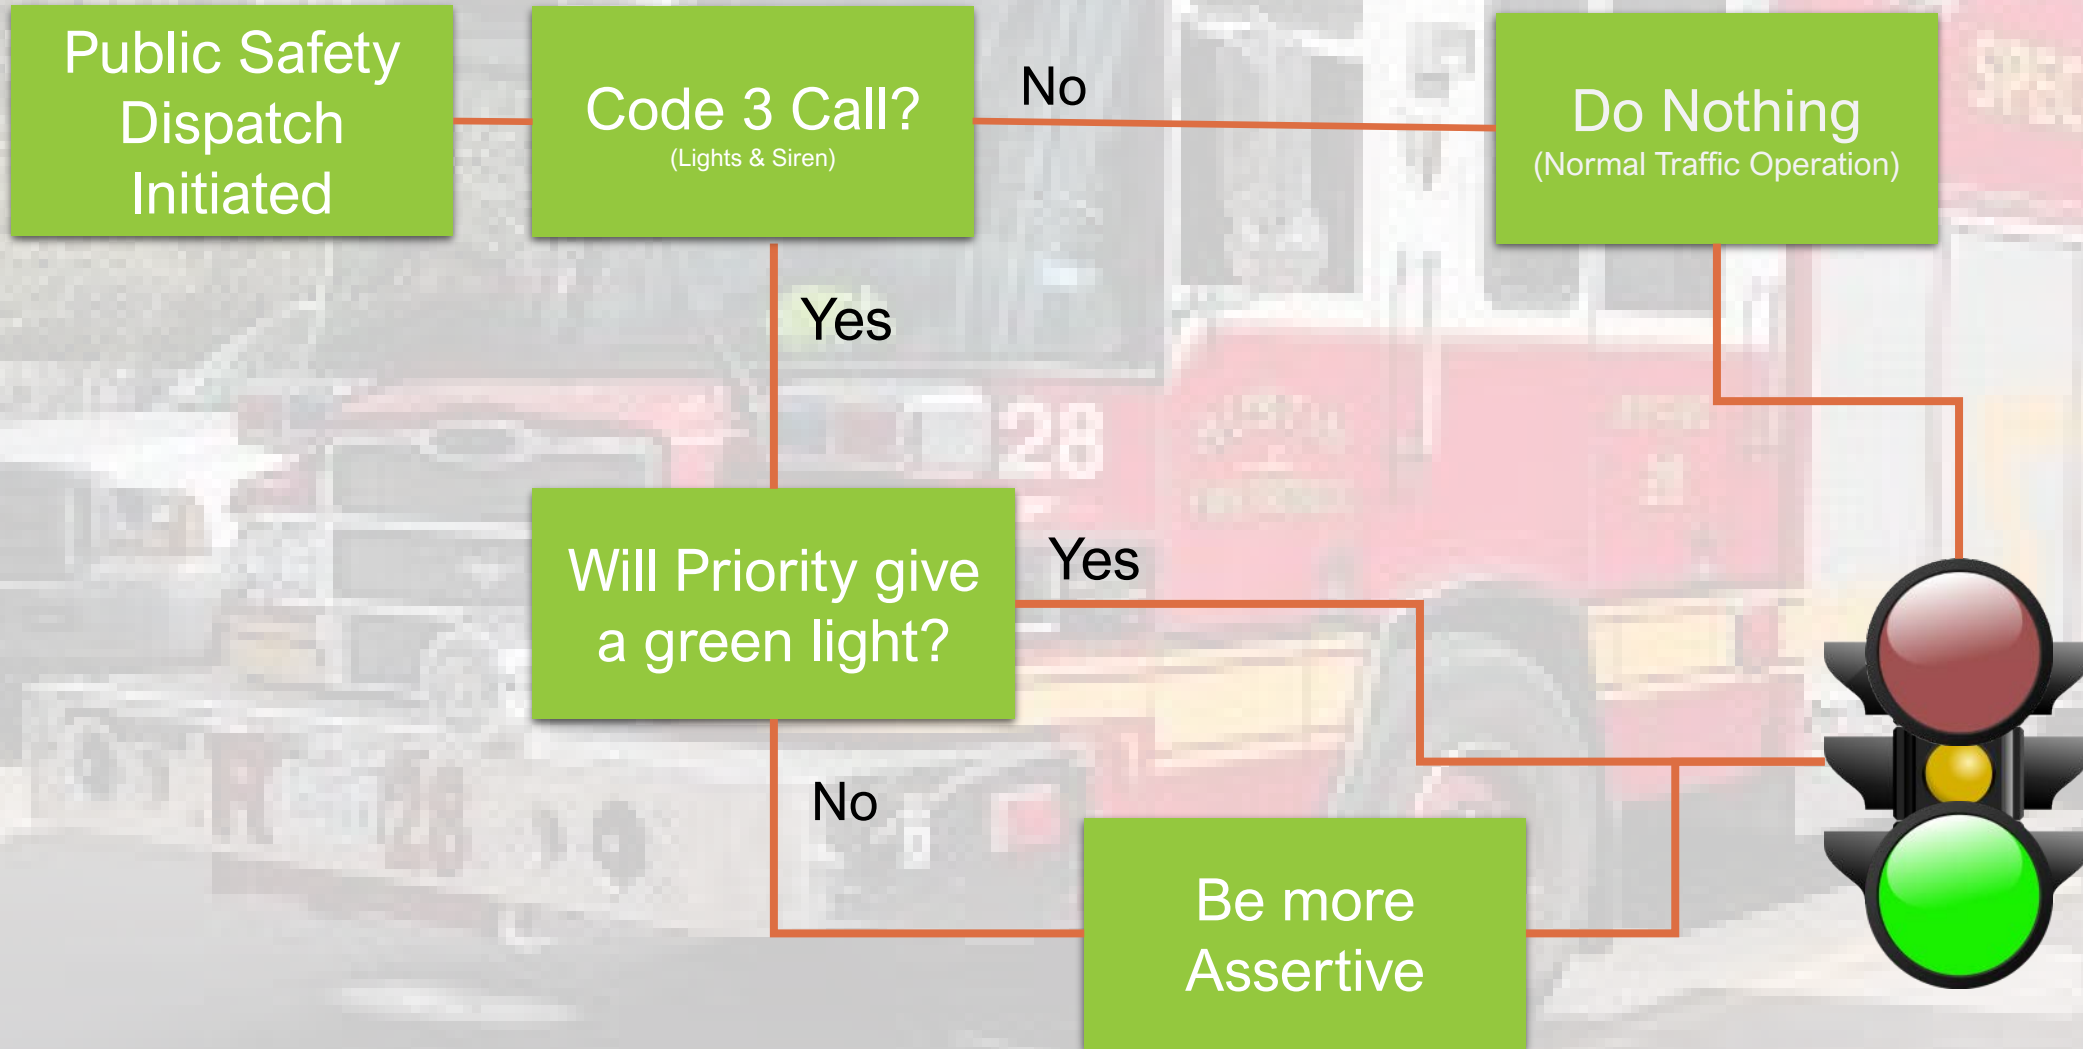 Public Safety
Dispatch
Initiated
Code 3 Call?
(Lights & Siren)
No
Do Nothing
(Normal Traffic Operation)
Yes
28
Will Priority give
a green light?
Yes
No
Be more
Assertive